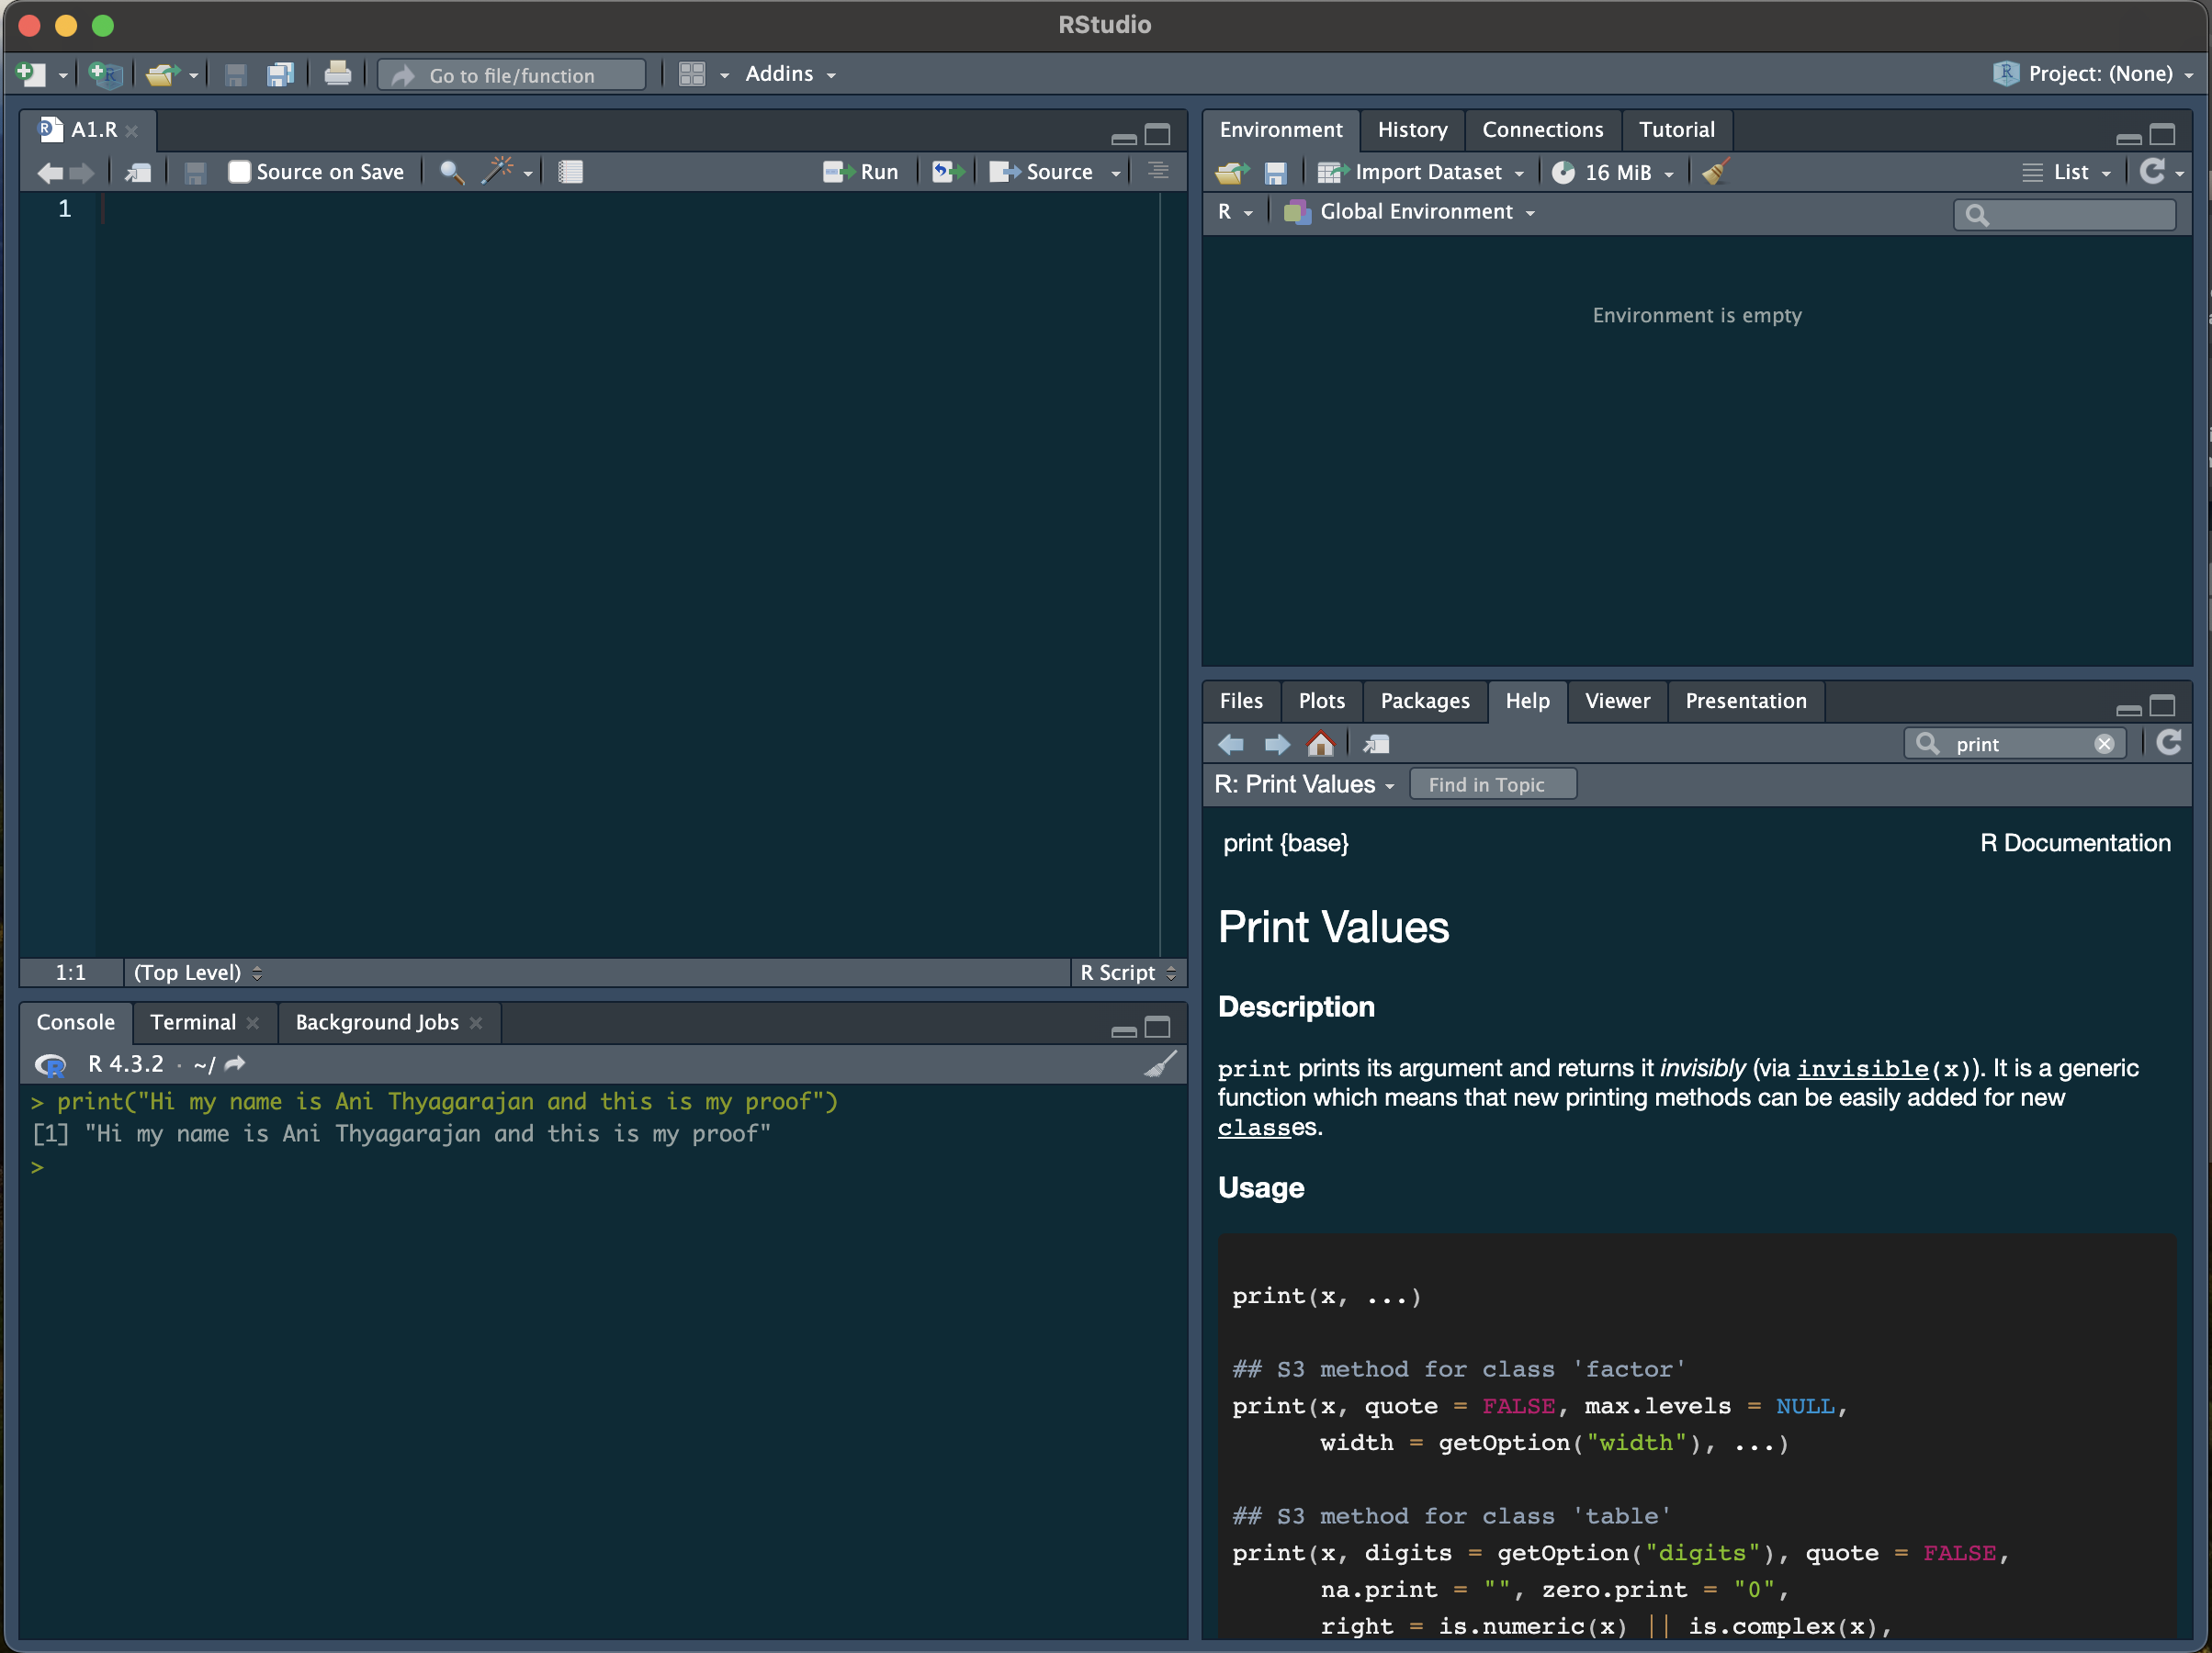 RStudio
Go to file/function
Addins
Project: (None)
A1.R
Source on Save
Run
Source
1
1:1 (Top Level) R Script
Console Terminal Background Jobs
R 4.3.2 · ~/
> print("Hi my name is Ani Thyagarajan and this is my proof")
[1] "Hi my name is Ani Thyagarajan and this is my proof"
>
Environment History Connections Tutorial
Import Dataset 16 MiB List
R Global Environment
Environment is empty
Files Plots Packages Help Viewer Presentation
print
R: Print Values Find in Topic
print {base} R Documentation
Print Values
Description
print prints its argument and returns it invisibly (via invisible(x)). It is a generic
function which means that new printing methods can be easily added for new
classes.
Usage
print(x, ...)
## S3 method for class 'factor'
print(x, quote = FALSE, max.levels = NULL,
width = getOption("width"), ...)
## S3 method for class 'table'
print(x, digits = getOption("digits"), quote = FALSE,
na.print = "", zero.print = "0",
right = is.numeric(x) || is.complex(x),